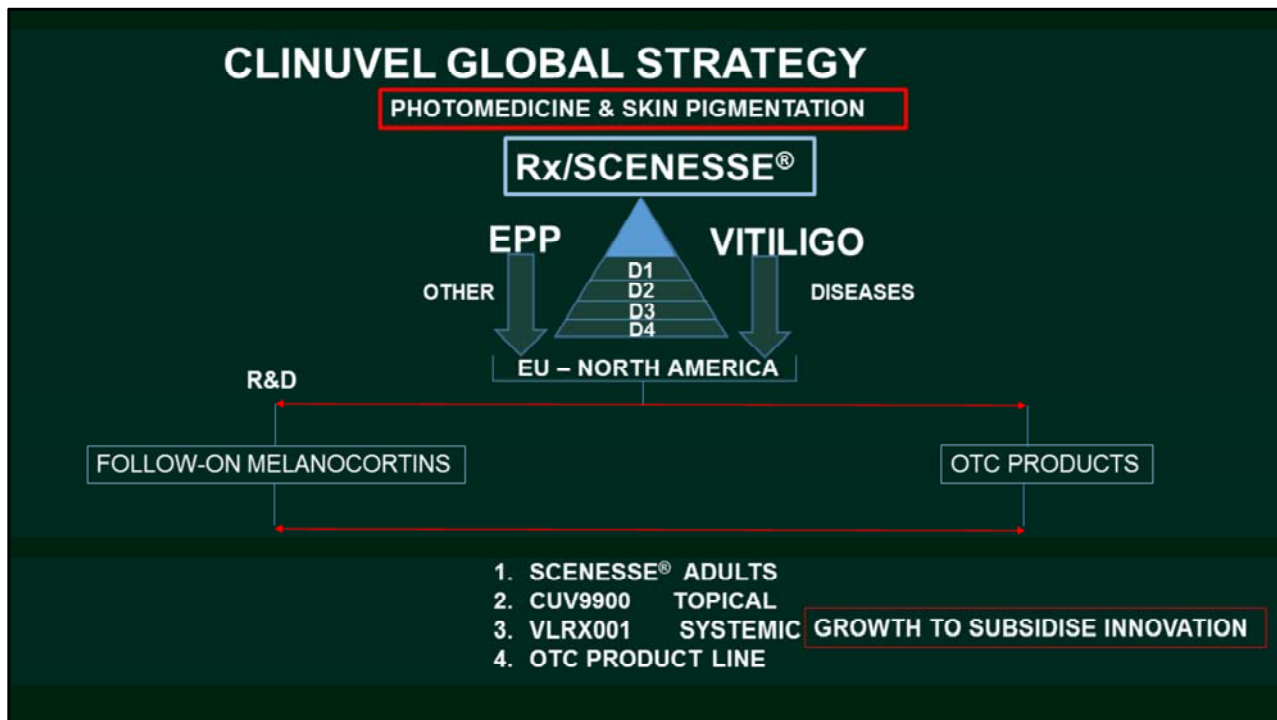 CLINUVEL GLOBAL STRATEGY
PHOTOMEDICINE & SKIN PIGMENTATION
Rx/SCENESSE®
EPP
VITILIGO
D1
D2
D3
D4
OTHER
DISEASES
EU – NORTH AMERICA
R&D
FOLLOW-ON MELANOCORTINS
OTC PRODUCTS
1. SCENESSE® ADULTS
2. CUV9900 TOPICAL
3. VLRX001 SYSTEMIC
4. OTC PRODUCT LINE
GROWTH TO SUBSIDISE INNOVATION